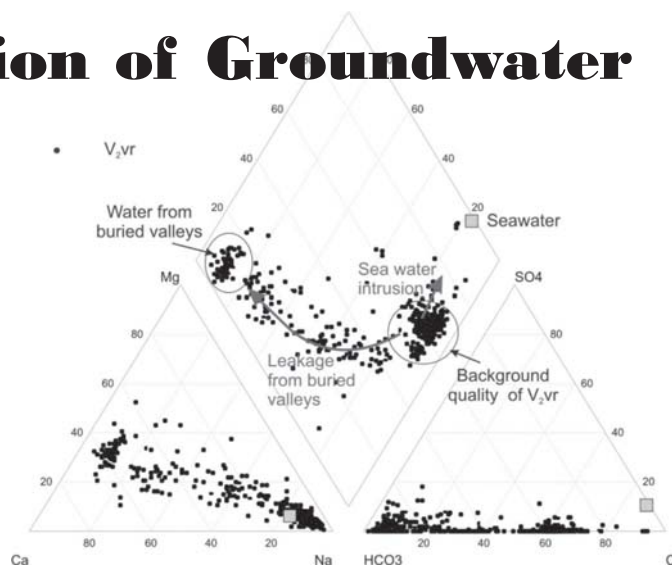 ion of Groundwater
60
60
40
40
V₂vr
20
20
Water from
buried valleys
Seawater
Sea water
intrusion
Mg
SO4
80
80
Leakage
from buried
valleys
Background
quality of V₂vr
60
60
40
40
20
20
80
60
40
20
20
40
60
80
Ca
Na
HCO3